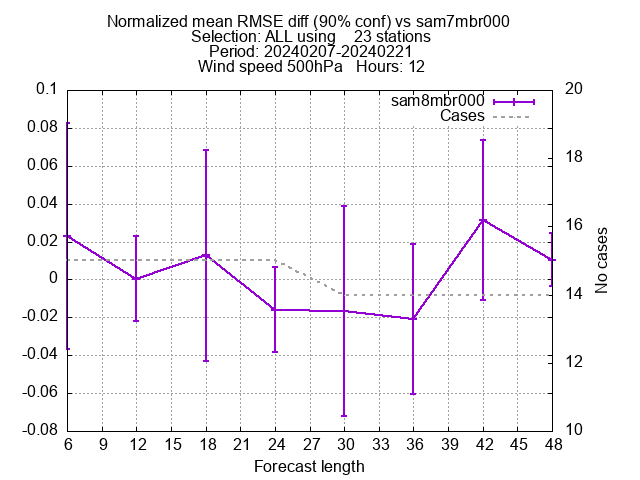 Normalized mean RMSE diff (90% conf) vs sam7mbr000
Selection: ALL using    23 stations
Period: 20240207-20240221
Wind speed 500hPa   Hours: 12
sam8mbr000
Cases
0.1
0.08
0.06
0.04
0.02
0
-0.02
-0.04
-0.06
-0.08
20
18
16
14
12
10
No cases
6 9 12 15 18 21 24 27 30 33 36 39 42 45 48
Forecast length